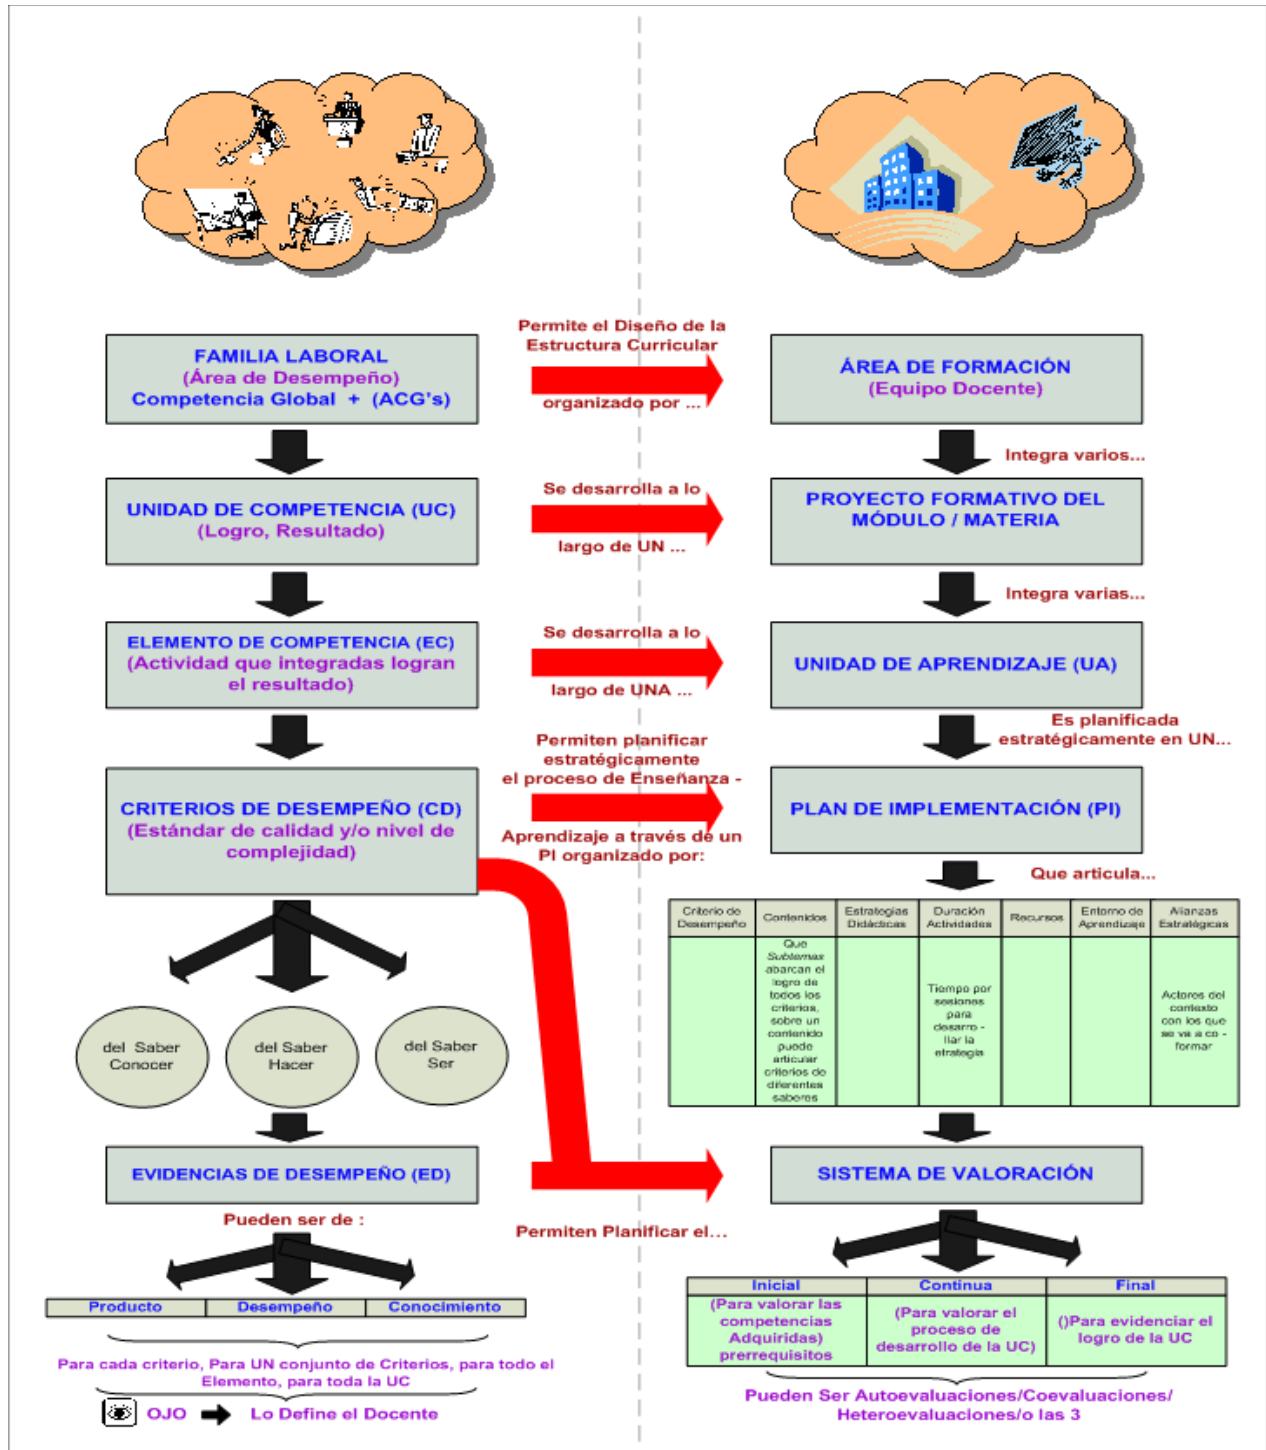 FAMILIA LABORAL
(Área de Desempeño)
Competencia Global + (ACG's)
Permite el Diseño de la
Estructura Curricular
organizado por ...
ÁREA DE FORMACIÓN
(Equipo Docente)
Integra varios...
UNIDAD DE COMPETENCIA (UC)
(Logro, Resultado)
Se desarrolla a lo
largo de UN ...
PROYECTO FORMATIVO DEL
MÓDULO / MATERIA
Integra varias...
ELEMENTO DE COMPETENCIA (EC)
(Actividad que integradas logran
el resultado)
Se desarrolla a lo
largo de UNA ...
UNIDAD DE APRENDIZAJE (UA)
Es planificada
estratégicamente en UN...
CRITERIOS DE DESEMPEÑO (CD)
(Estándar de calidad y/o nivel de
complejidad)
Permiten planificar
estratégicamente
el proceso de Enseñanza -
Aprendizaje a través de un
PI organizado por:
PLAN DE IMPLEMENTACIÓN (PI)
Que articula...
Criterio de
Desempeño
Contenidos
Estrategias
Didácticas
Duración
Actividades
Recursos
Entorno de
Aprendizaje
Alianzas
Estratégicas
Que
Subtemas
abarcan el
logro de
todos los
criterios,
sobre un
contenido
puede
articular
criterios de
diferentes
saberes
Tiempo por
sesiones
para
desarro -
llar la
etrategia
Actores del
contexto
con los que
se va a co -
formar
del Saber
Conocer
del Saber
Hacer
del Saber
Ser
EVIDENCIAS DE DESEMPEÑO (ED)
Pueden ser de :
Permiten Planificar el...
SISTEMA DE VALORACIÓN
Producto
Desempeño
Conocimiento
Para cada criterio, Para UN conjunto de Criterios, para todo el
Elemento, para toda la UC
OJO
Lo Define el Docente
Inicial
Continua
Final
(Para valorar las
competencias
Adquiridas)
prerrequisitos
(Para valorar el
proceso de
desarrollo de la UC)
()Para evidenciar el
logro de la UC
Pueden Ser Autoevaluaciones/Coevaluaciones/
Heteroevaluaciones/o las 3